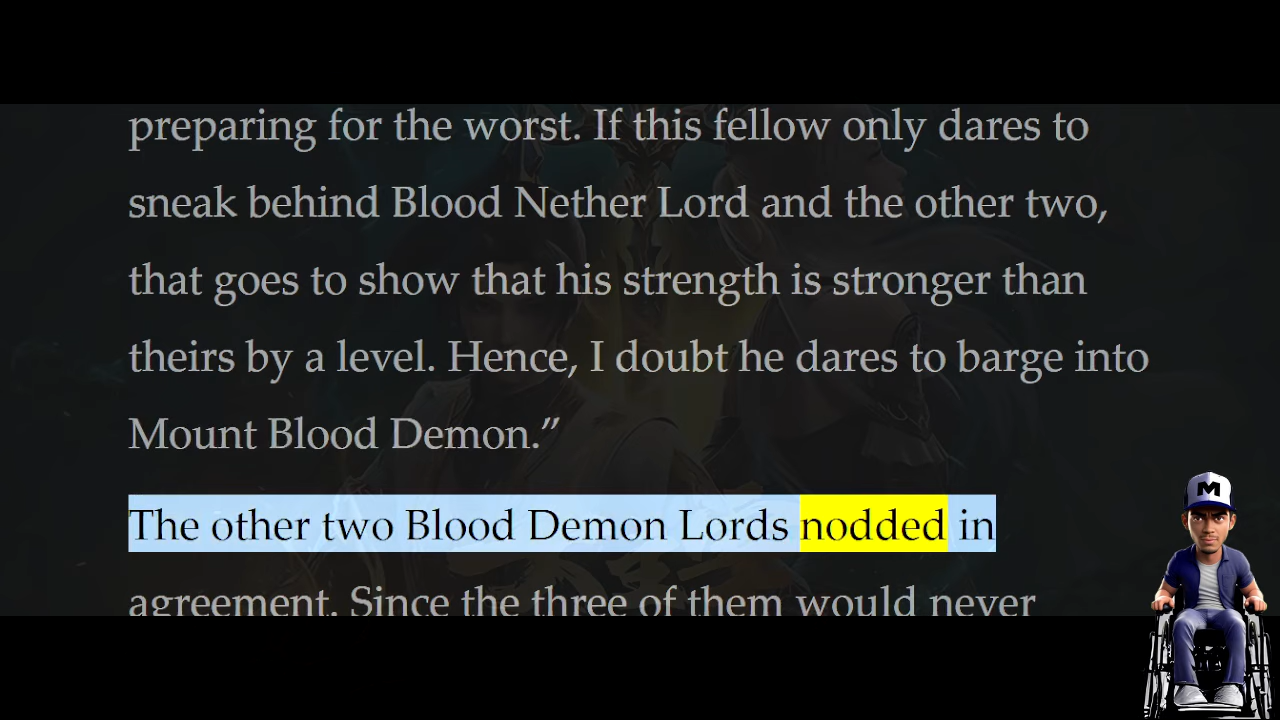 preparing for the worst. If this fellow only dares to
sneak behind Blood Nether Lord and the other two,
that goes to show that his strength is stronger than
theirs by a level. Hence, I doubt he dares to barge into
Mount Blood Demon.”
The other two Blood Demon Lords nodded in
agreement. Since the three of them would never
M